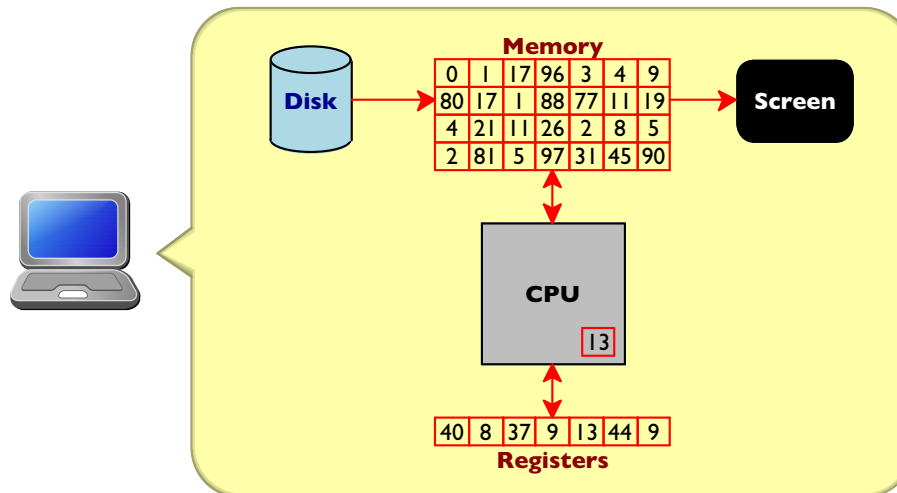 Memory
0 1 17 96 3 4 9
Disk
80 17 1 88 77 11 19
Screen
4 21 11 26 2 8 5
2 81 5 97 31 45 90
CPU
13
40 8 37 9 13 44 9
Registers